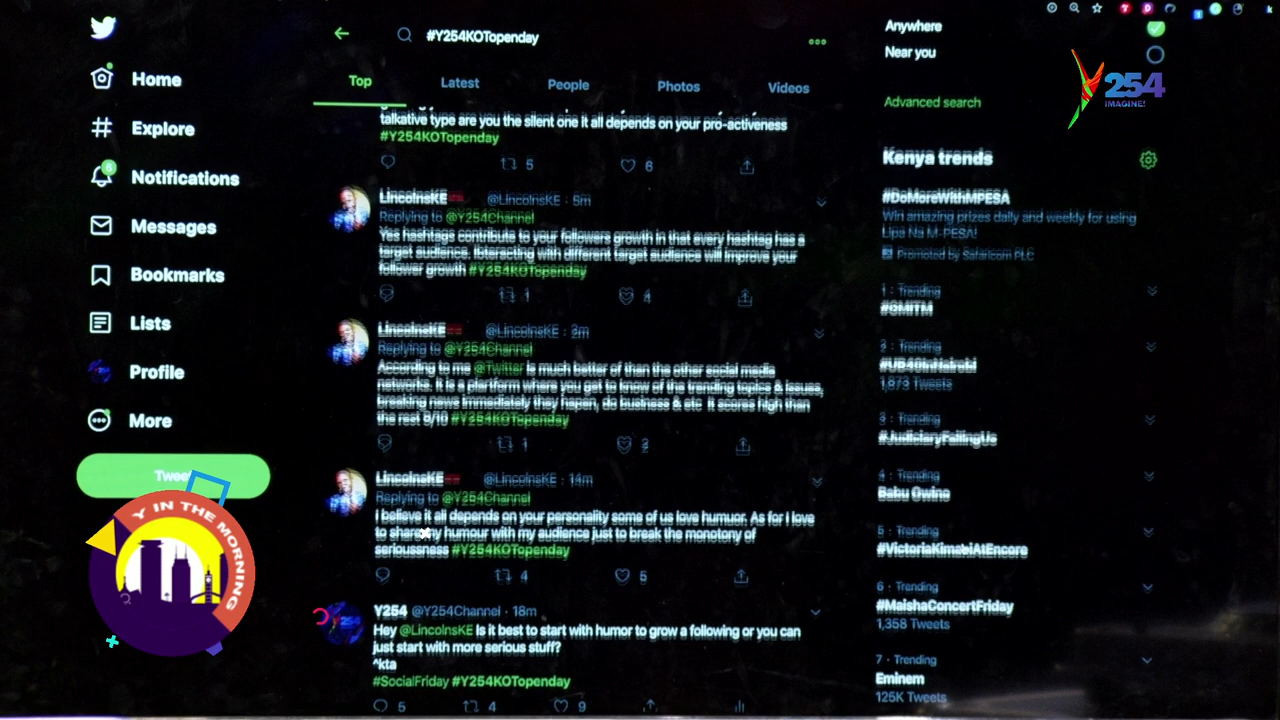 Home
Explore
Notifications
Messages
Bookmarks
Lists
Profile
More
Y IN THE MORNING
#Y254KOTopenday
Top
Latest
People
Photos
Videos
talkative type are you the silent one it all depends on your pro-activeness
#Y254KOTopenday
5
6
LincolnsKE @LincolnsKE · 5m
Replying to @Y254Channel
Yes hashtags contribute to your followers growth in that every hashtag has a
target audience. Interacting with different target audience will improve your
follower growth #Y254KOTopenday
1
4
LincolnsKE @LincolnsKE ·
Replying to @Y254Channel
According to me @Twitter is much better of than the other social media
networks. It is a platform where you get to know of the trending topics & issues,
breaking news immediately they hapen, do business & etc It scores high than
the rest 9/10 #Y254KOTopenday
1
2
LincolnsKE @LincolnsKE · 14m
Replying to @Y254Channel
I believe it all depends on your personality some of us love humuor. As for I love
to share my humour with my audience just to break the monotony of
serioussness #Y254KOTopenday
4
5
Y254 @Y254Channel · 18m
Hey @LincolnsKE Is it best to start with humor to grow a following or you can
just start with more serious stuff?
^kta
#SocialFriday #Y254KOTopenday
5
4
9
Anywhere
Near you
Advanced search
Y254
IMAGINE!
Kenya trends
#DoMoreWithMPESA
Win amazing prizes daily and weekly for using
Lipa Na M-PESA!
Promoted by Safaricom PLC
1 · Trending
#GMITM
2 · Trending
#UB40InNairobi
1,873 Tweets
3 · Trending
#JudiciaryFailingUs
4 · Trending
Babu Owino
5 · Trending
#VictoriaKimaniAtEncore
6 · Trending
#MaishaConcertFriday
1,358 Tweets
7 · Trending
Eminem
125K Tweets